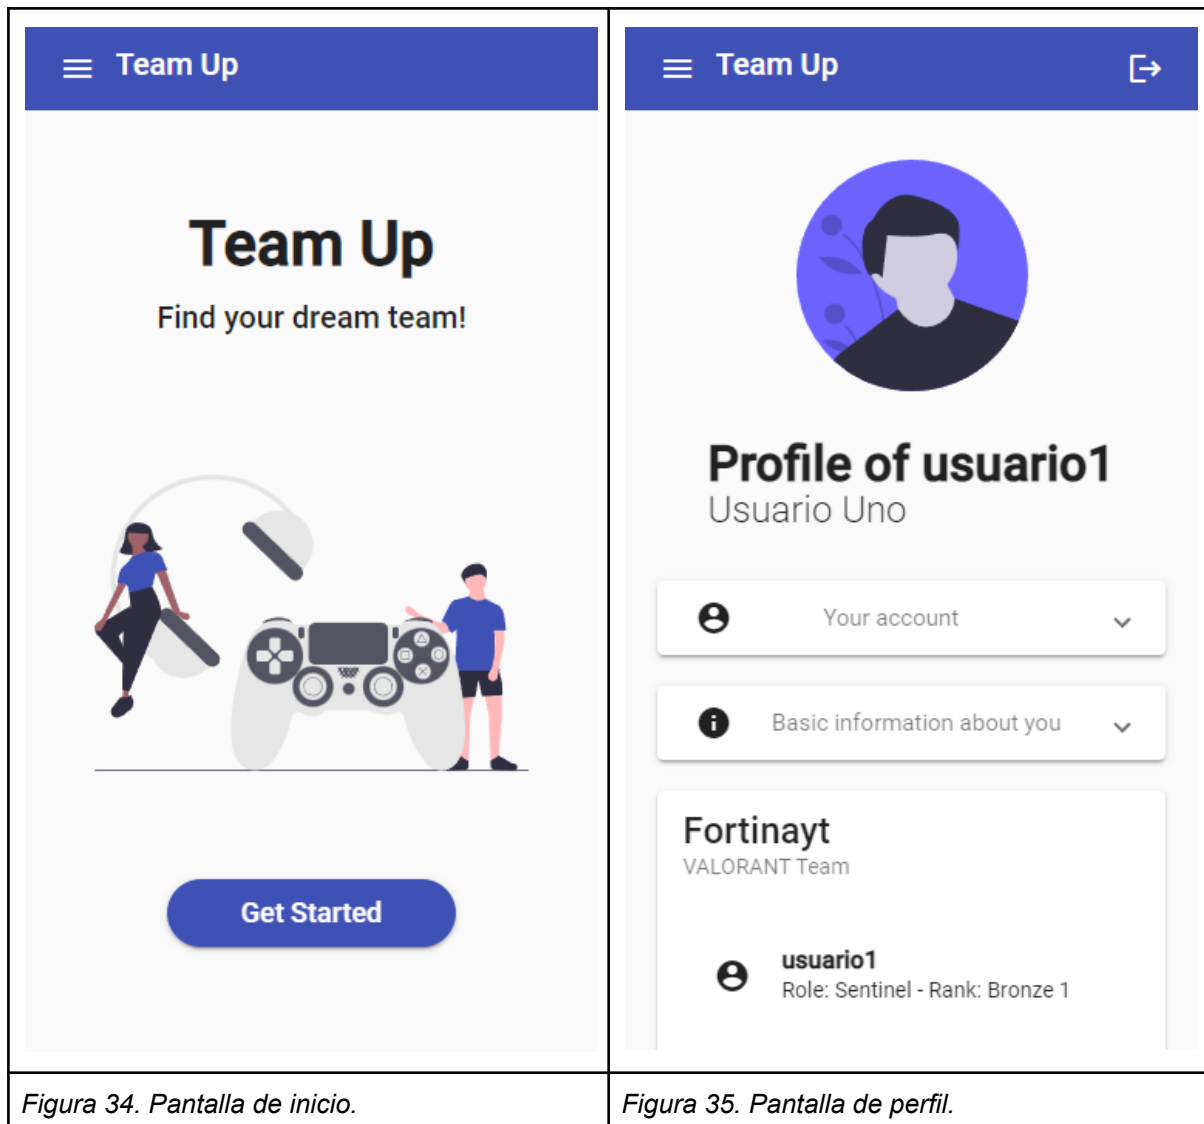 Team Up
Team Up
Find your dream team!
Get Started
Figura 34. Pantalla de inicio.
Team Up
Profile of usuario1
Usuario Uno
Your account
Basic information about you
Fortinayt
VALORANT Team
usuario1
Role: Sentinel - Rank: Bronze 1
Figura 35. Pantalla de perfil.